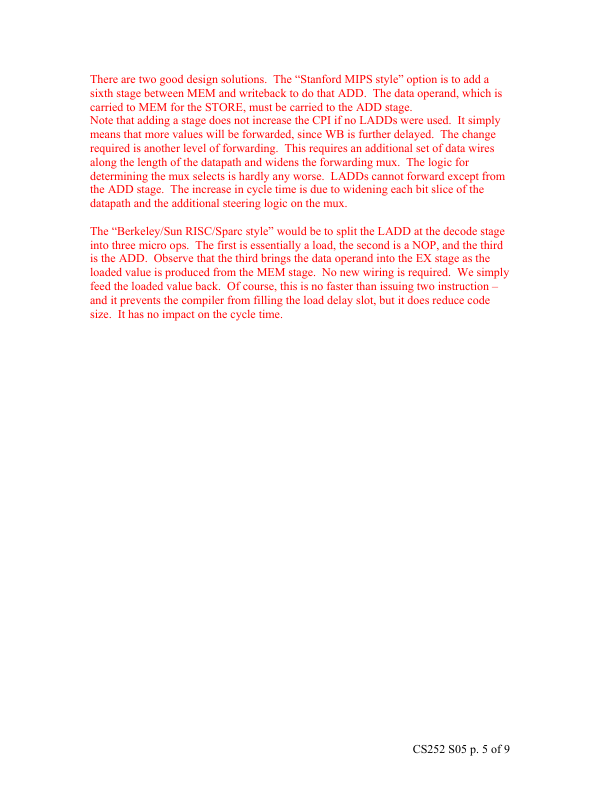 There are two good design solutions.  The “Stanford MIPS style” option is to add a
sixth stage between MEM and writeback to do that ADD.  The data operand, which is
carried to MEM for the STORE, must be carried to the ADD stage.
Note that adding a stage does not increase the CPI if no LADDs were used.  It simply
means that more values will be forwarded, since WB is further delayed.  The change
required is another level of forwarding.  This requires an additional set of data wires
along the length of the datapath and widens the forwarding mux.  The logic for
determining the mux selects is hardly any worse.  LADDs cannot forward except from
the ADD stage.  The increase in cycle time is due to widening each bit slice of the
datapath and the additional steering logic on the mux.
The “Berkeley/Sun RISC/Sparc style” would be to split the LADD at the decode stage
into three micro ops.  The first is essentially a load, the second is a NOP, and the third
is the ADD.  Observe that the third brings the data operand into the EX stage as the
loaded value is produced from the MEM stage.  No new wiring is required.  We simply
feed the loaded value back.  Of course, this is no faster than issuing two instruction –
and it prevents the compiler from filling the load delay slot, but it does reduce code
size.  It has no impact on the cycle time.
CS252 S05 p. 5 of 9